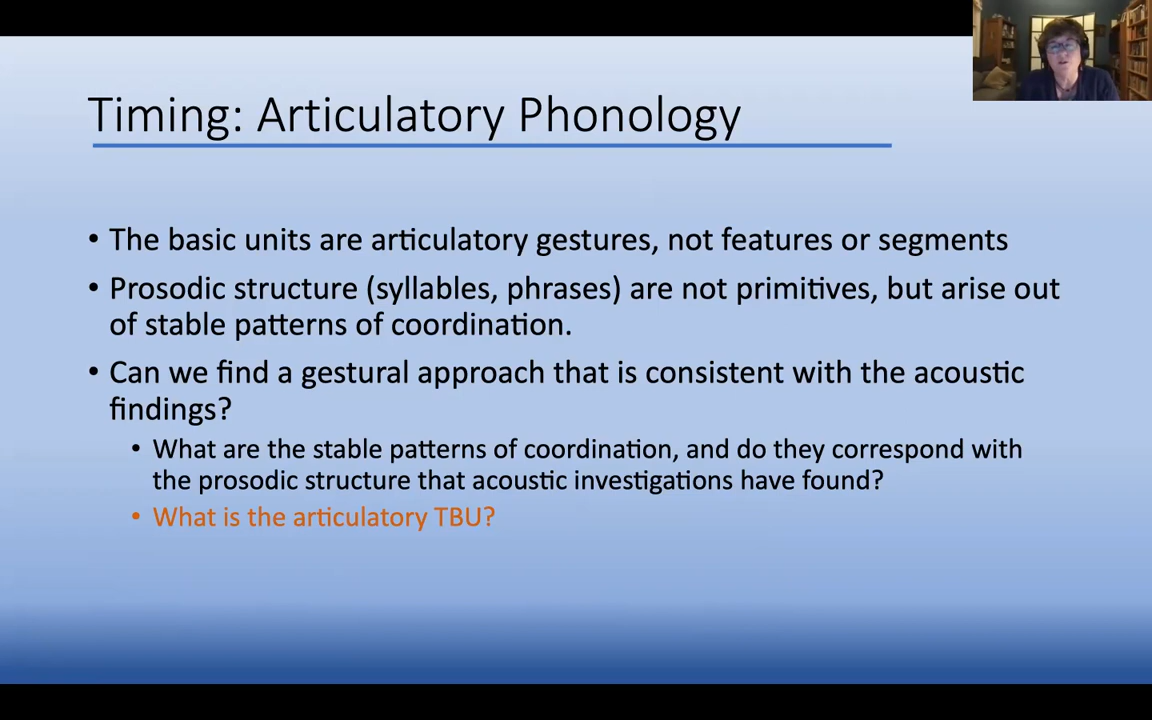 Timing: Articulatory Phonology
• The basic units are articulatory gestures, not features or segments
• Prosodic structure (syllables, phrases) are not primitives, but arise out
of stable patterns of coordination.
• Can we find a gestural approach that is consistent with the acoustic
findings?
• What are the stable patterns of coordination, and do they correspond with
the prosodic structure that acoustic investigations have found?
• What is the articulatory TBU?